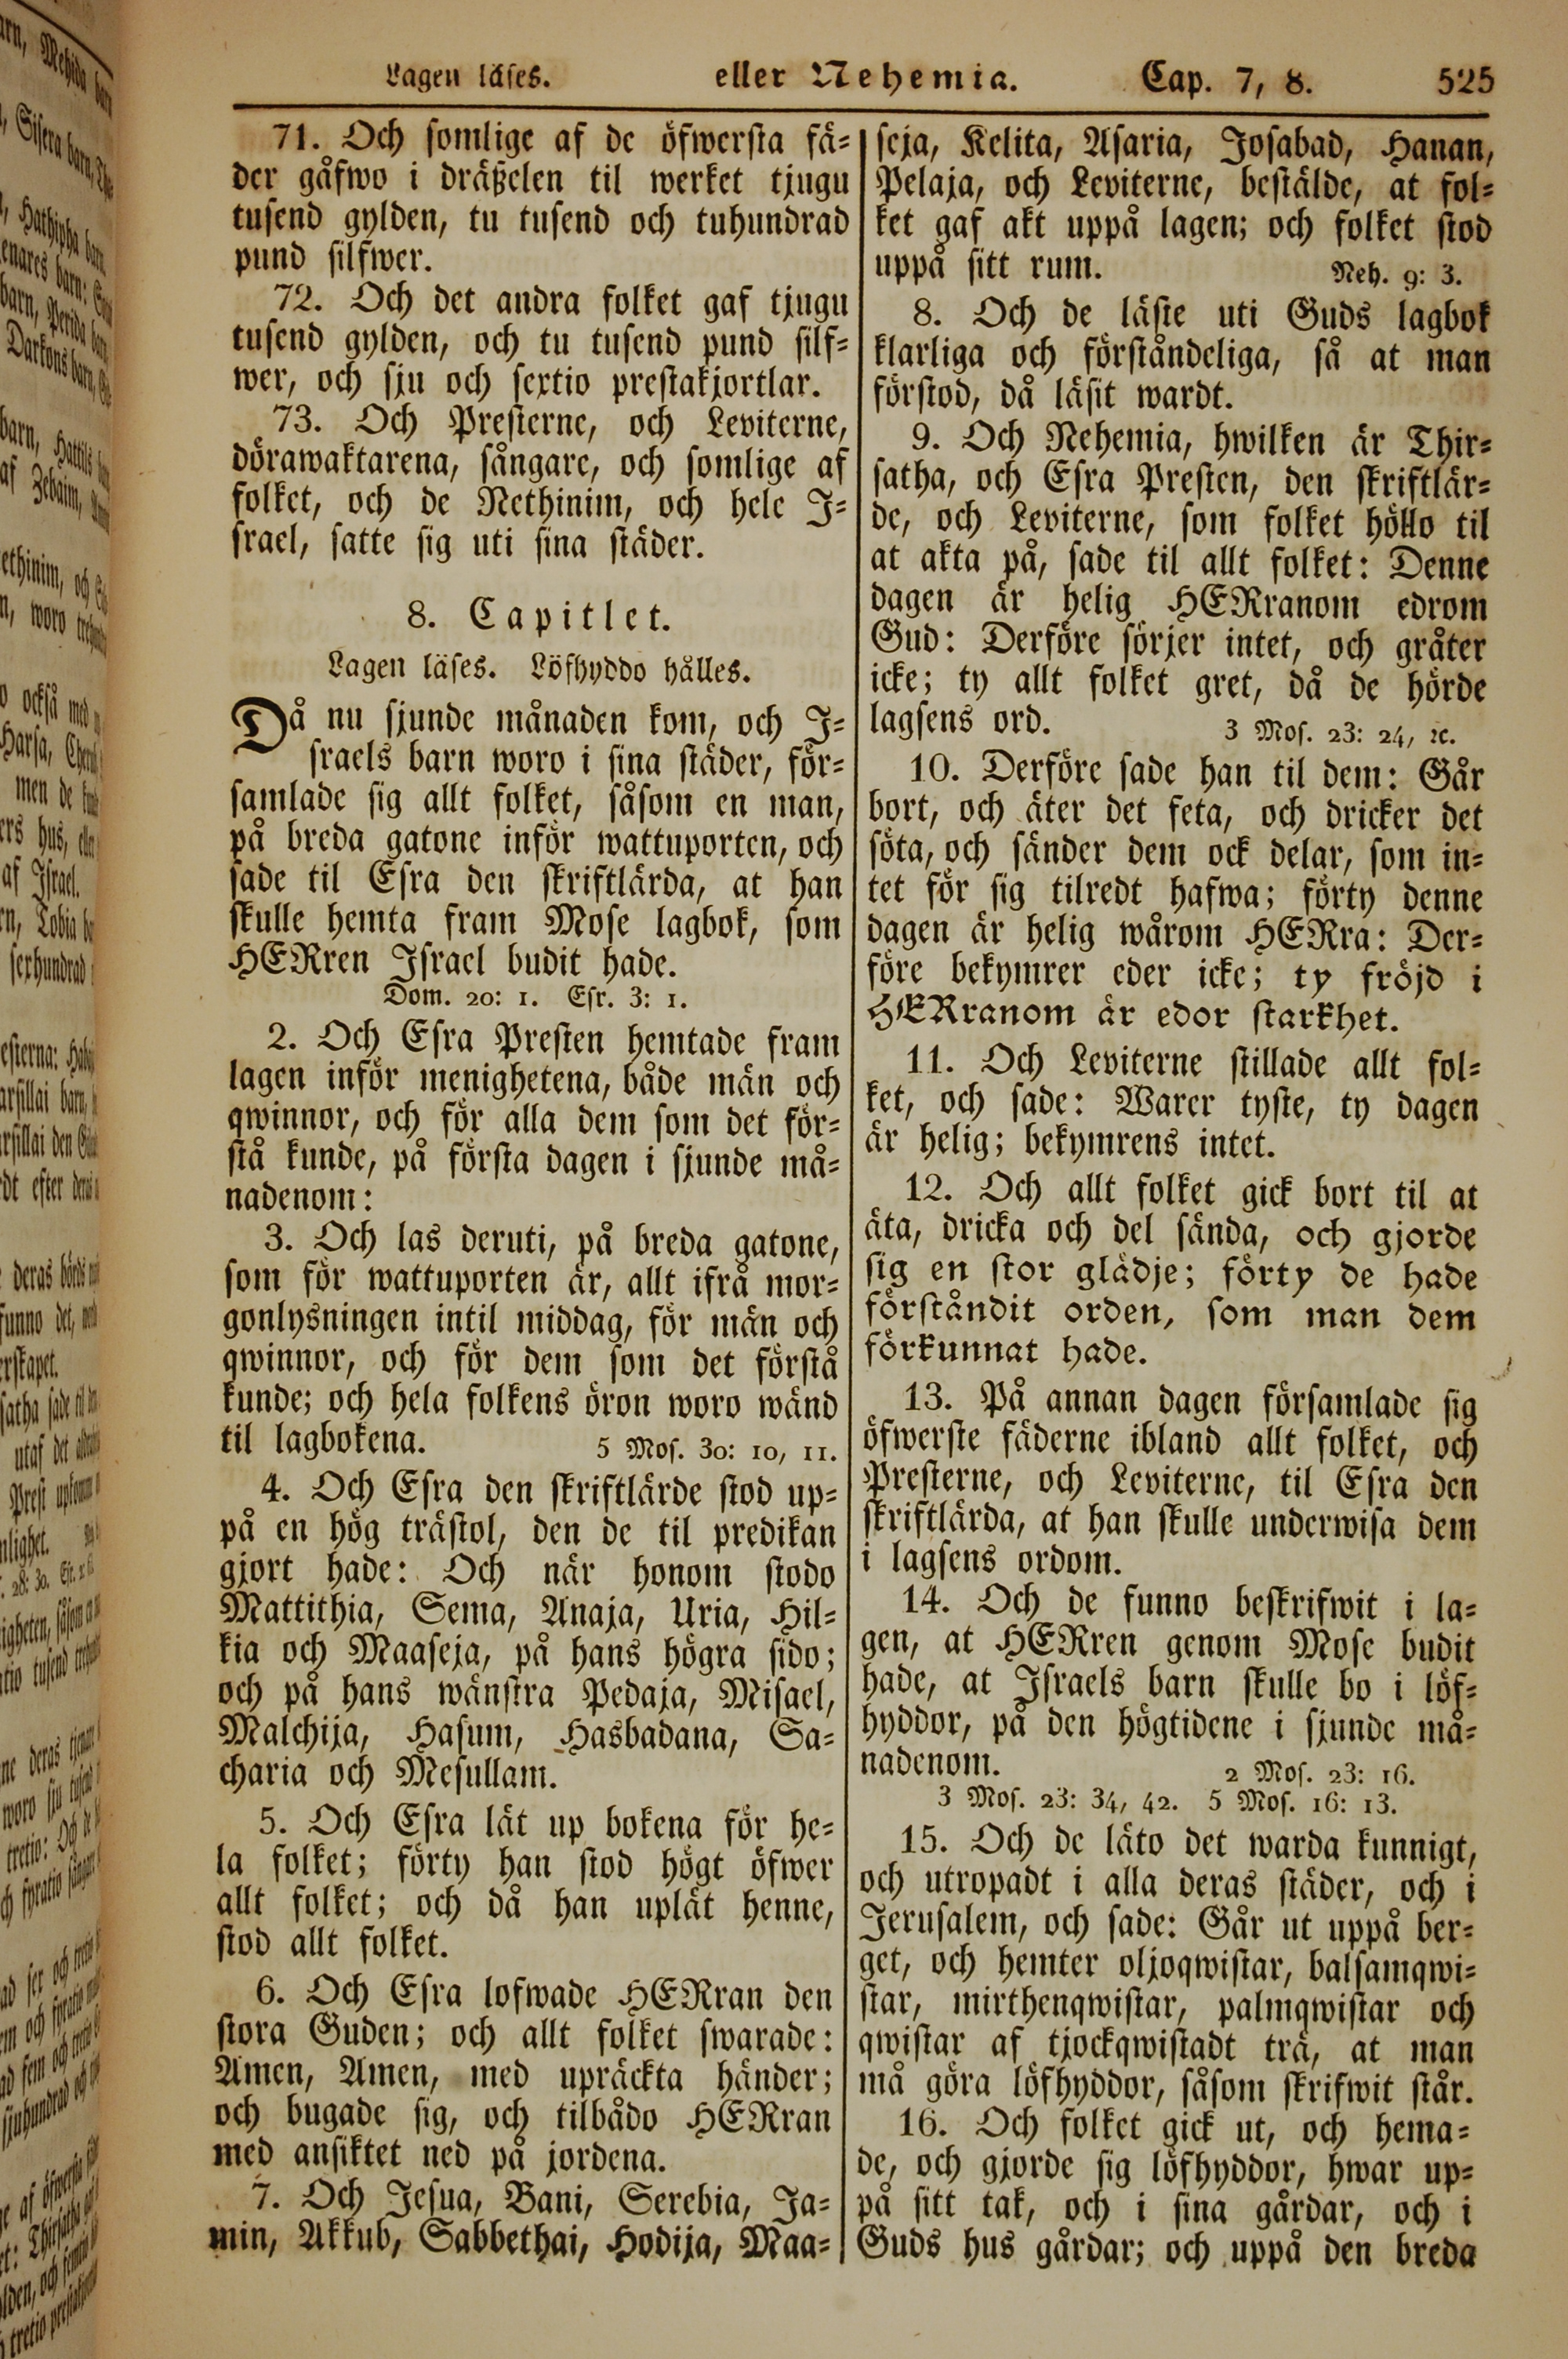 Lagen läses. eller Nehemia. Cap. 7, 8. 525
71. Och somlige af de öfwersta fä-
der gåfwo i dräßelen til werket tjugu
tusend gylden, tu tusend och tuhundrad
pund silfwer.
72. Och det andra folket gaf tjugu
tusend gylden, och tu tusend pund silf-
wer, och sju och sextio prestakjortlar.
73. Och Presterne, och Leviterne,
dörawaktarena, sångare, och somlige af
folket, och de Nethinim, och hele I-
srael, satte sig uti sina städer.
8. Capitlet.
Lagen läses. Löfhyddo hålles.
Då nu sjunde månaden kom, och I-
sraels barn woro i sina städer, för-
samlade sig allt folket, såsom en man,
på breda gatone inför wattuporten, och
sade til Esra den skriftlärda, at han
skulle hemta fram Mose lagbok, som
HERren Israel budit hade.
Dom. 20: 1. Esr. 3: 1.
2. Och Esra Presten hemtade fram
lagen inför menighetena, både män och
qwinnor, och för alla dem som det för-
stå kunde, på första dagen i sjunde må-
nadenom:
3. Och las deruti, på breda gatone,
som för wattuporten är, allt ifrå mor-
gonlysningen intil middag, för män och
qwinnor, och för dem som det förstå
kunde; och hela folkens öron woro wänd
til lagbokena. 5 Mos. 30: 10, 11.
4. Och Esra den skriftlärde stod up-
på en hög trästol, den de til predikan
gjort hade: Och när honom stodo
Mattithia, Sema, Anaja, Uria, Hil-
kia och Maaseja, på hans högra sido;
och på hans wänstra Pedaja, Misael,
Malchija, Hasum, Hasbadana, Sa-
charia och Mesullam.
5. Och Esra lät up bokena för he-
la folket; förty han stod högt öfwer
allt folket; och då han uplät henne,
stod allt folket.
6. Och Esra lofwade HERran den
stora Guden; och allt folket swarade:
Amen, Amen, med upräckta händer;
och bugade sig, och tilbådo HERran
med ansiktet ned på jordena.
7. Och Jesua, Bani, Serebia, Ja-
min, Akkub, Sabbethai, Hodija, Maa-
seja, Kelita, Asaria, Josabad, Hanan,
Pelaja, och Leviterne, bestälde, at fol-
ket gaf akt uppå lagen; och folket stod
uppå sitt rum. Neh. 9: 3.
8. Och de läste uti Guds lagbok
klarliga och förståndeliga, så at man
förstod, då läsit wardt.
9. Och Nehemia, hwilken är Thir-
satha, och Esra Presten, den skriftlär-
de, och Leviterne, som folket höllo til
at akta på, sade til allt folket: Denne
dagen är helig HERranom edrom
Gud: Derföre sörjer intet, och gråter
icke; ty allt folket gret, då de hörde
lagsens ord. 3 Mos. 23: 24, ꝛc.
10. Derföre sade han til dem: Går
bort, och äter det feta, och dricker det
söta, och sänder dem ock delar, som in-
tet för sig tilredt hafwa; förty denne
dagen är helig wårom HERra: Der-
före bekymrer eder icke; ty fröjd i
HERranom är edor starkhet.
11. Och Leviterne stillade allt fol-
ket, och sade: Warer tyste, ty dagen
är helig; bekymrens intet.
12. Och allt folket gick bort til at
äta, dricka och del sända, och gjorde
sig en stor glädje; förty de hade
förståndit orden, som man dem
förkunnat hade.
13. På annan dagen församlade sig
öfwerste fäderne ibland allt folket, och
Presterne, och Leviterne, til Esra den
skriftlärda, at han skulle underwisa dem
i lagsens ordom.
14. Och de funno beskrifwit i la-
gen, at HERren genom Mose budit
hade, at Israels barn skulle bo i löf-
hyddor, på den högtidene i sjunde må-
nadenom. 2 Mos. 23: 16.
3 Mos. 23: 34, 42. 5 Mos. 16: 13.
15. Och de läto det warda kunnigt,
och utropadt i alla deras städer, och i
Jerusalem, och sade: Går ut uppå ber-
get, och hemter oljoqwistar, balsamqwi-
star, mirthenqwistar, palmqwistar och
qwistar af tjockqwistadt trä, at man
må göra löfhyddor, såsom skrifwit står.
16. Och folket gick ut, och hema-
de, och gjorde sig löfhyddor, hwar up-
på sitt tak, och i sina gårdar, och i
Guds hus gårdar; och uppå den breda